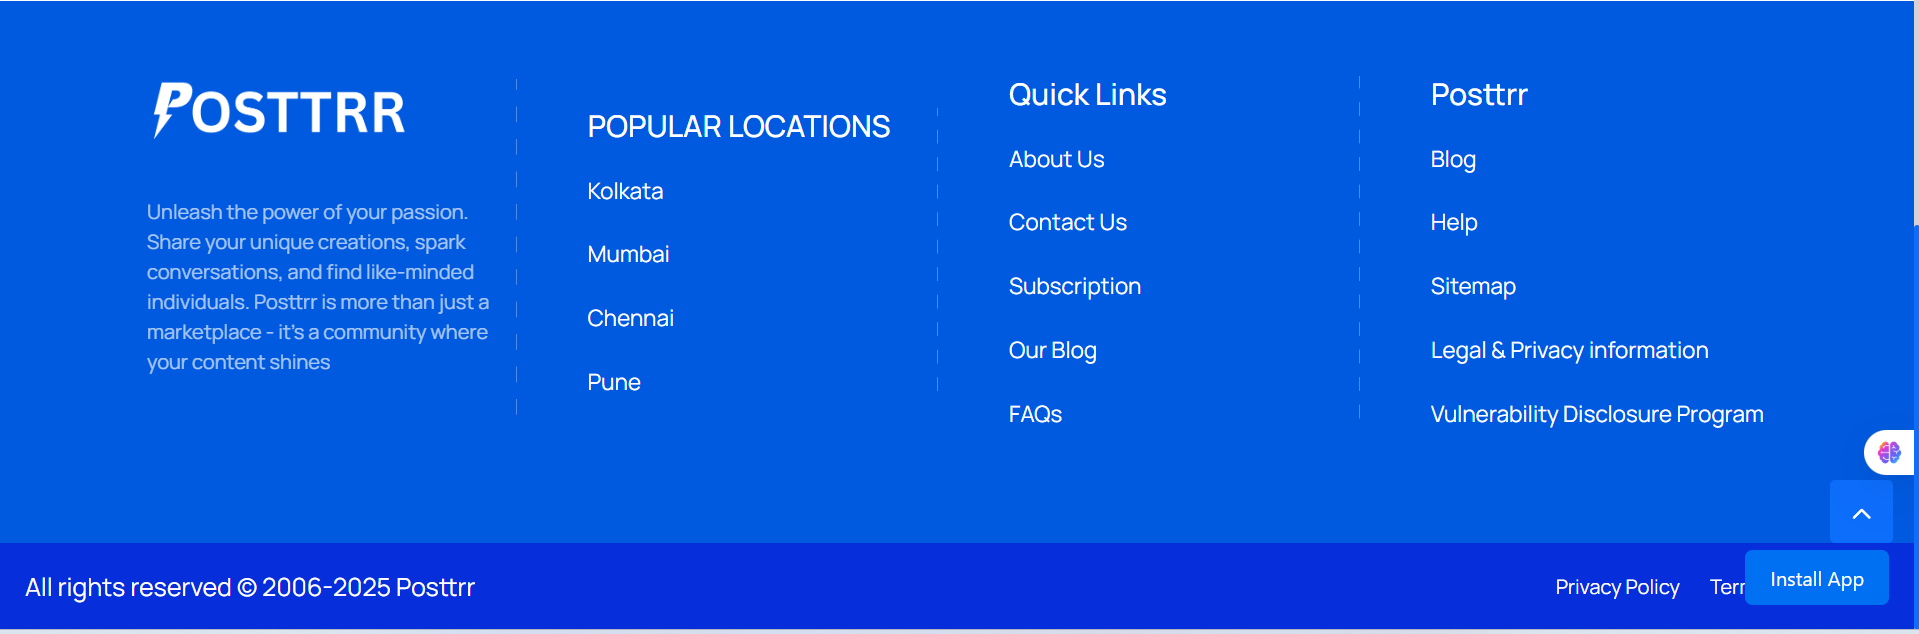 POSTTRR
Unleash the power of your passion.
Share your unique creations, spark
conversations, and find like-minded
individuals. Posttrr is more than just a
marketplace - it's a community where
your content shines
POPULAR LOCATIONS
Kolkata
Mumbai
Chennai
Pune
Quick Links
About Us
Contact Us
Subscription
Our Blog
FAQs
Posttrr
Blog
Help
Sitemap
Legal & Privacy information
Vulnerability Disclosure Program
All rights reserved © 2006-2025 Posttrr
Privacy Policy
Install App